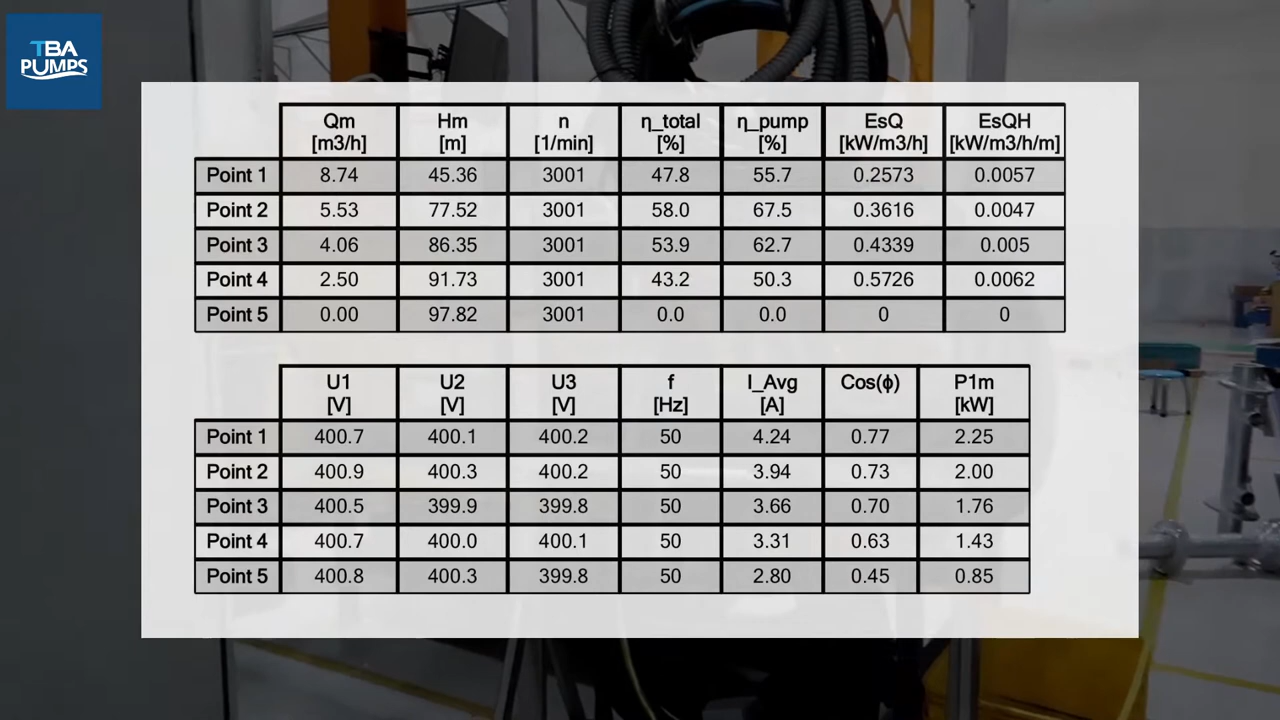 TBA
PUMPS
Qm Hm n η_total η_pump EsQ EsQH
[m3/h] [m] [1/min] [%] [%] [kW/m3/h] [kW/m3/h/m]
Point 1 8.74 45.36 3001 47.8 55.7 0.2573 0.0057
Point 2 5.53 77.52 3001 58.0 67.5 0.3616 0.0047
Point 3 4.06 86.35 3001 53.9 62.7 0.4339 0.005
Point 4 2.50 91.73 3001 43.2 50.3 0.5726 0.0062
Point 5 0.00 97.82 3001 0.0 0.0 0 0
U1 U2 U3 f I_Avg Cos(ϕ) P1m
[V] [V] [V] [Hz] [A] [kW]
Point 1 400.7 400.1 400.2 50 4.24 0.77 2.25
Point 2 400.9 400.3 400.2 50 3.94 0.73 2.00
Point 3 400.5 399.9 399.8 50 3.66 0.70 1.76
Point 4 400.7 400.0 400.1 50 3.31 0.63 1.43
Point 5 400.8 400.3 399.8 50 2.80 0.45 0.85